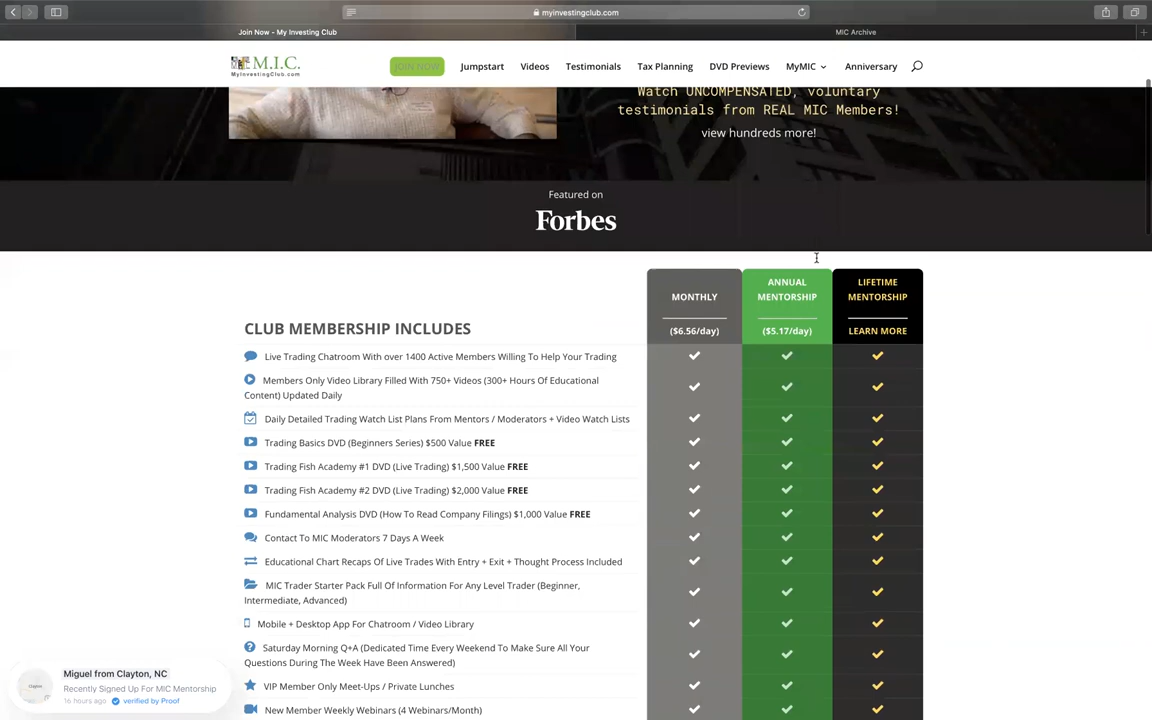 myinvestingclub.com
Join Now - My Investing Club
MIC Archive
M.I.C.
MyInvestingClub.com
JOIN NOW
Jumpstart
Videos
Testimonials
Tax Planning
DVD Previews
MyMIC
Anniversary
Watch UNCOMPENSATED, voluntary
testimonials from REAL MIC Members!
view hundreds more!
Featured on
Forbes
MONTHLY
($6.56/day)
ANNUAL
MENTORSHIP
($5.17/day)
LIFETIME
MENTORSHIP
LEARN MORE
CLUB MEMBERSHIP INCLUDES
Live Trading Chatroom With over 1400 Active Members Willing To Help Your Trading
Members Only Video Library Filled With 750+ Videos (300+ Hours Of Educational
Content) Updated Daily
Daily Detailed Trading Watch List Plans From Mentors / Moderators + Video Watch Lists
Trading Basics DVD (Beginners Series) $500 Value FREE
Trading Fish Academy #1 DVD (Live Trading) $1,500 Value FREE
Trading Fish Academy #2 DVD (Live Trading) $2,000 Value FREE
Fundamental Analysis DVD (How To Read Company Filings) $1,000 Value FREE
Contact To MIC Moderators 7 Days A Week
Educational Chart Recaps Of Live Trades With Entry + Exit + Thought Process Included
MIC Trader Starter Pack Full Of Information For Any Level Trader (Beginner,
Intermediate, Advanced)
Mobile + Desktop App For Chatroom / Video Library
Saturday Morning Q+A (Dedicated Time Every Weekend To Make Sure All Your
Questions During The Week Have Been Answered)
VIP Member Only Meet-Ups / Private Lunches
New Member Weekly Webinars (4 Webinars/Month)
Clayton
Miguel from Clayton, NC
Recently Signed Up For MIC Mentorship
16 hours ago
verified by Proof